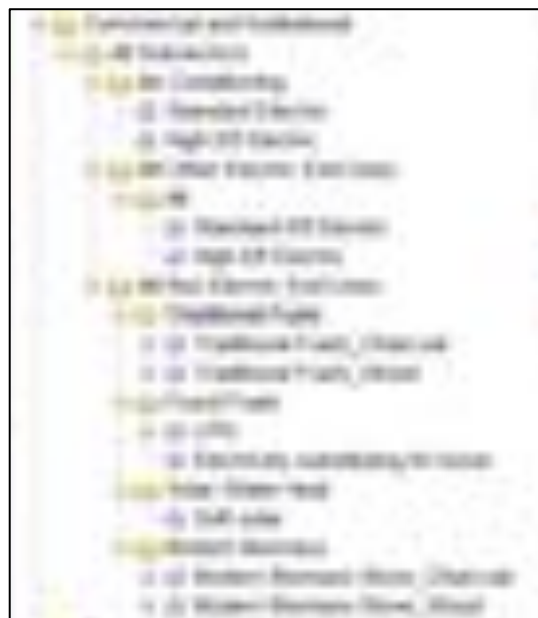 Commercial and Institutional
All Subsectors
Air Conditioning
Standard Electric
High Eff Electric
All Other Electric End Uses
All
Standard Eff Electric
High Eff Electric
All Non Electric End Uses
Traditional Fuels
Traditional Fuels_Charcoal
Traditional Fuels_Wood
Fossil Fuels
LPG
Electricity substituting
Solar Water Heat
Modern Biomass
Modern Biomass Stove_Charcoal
Modern Biomass Stove_Wood